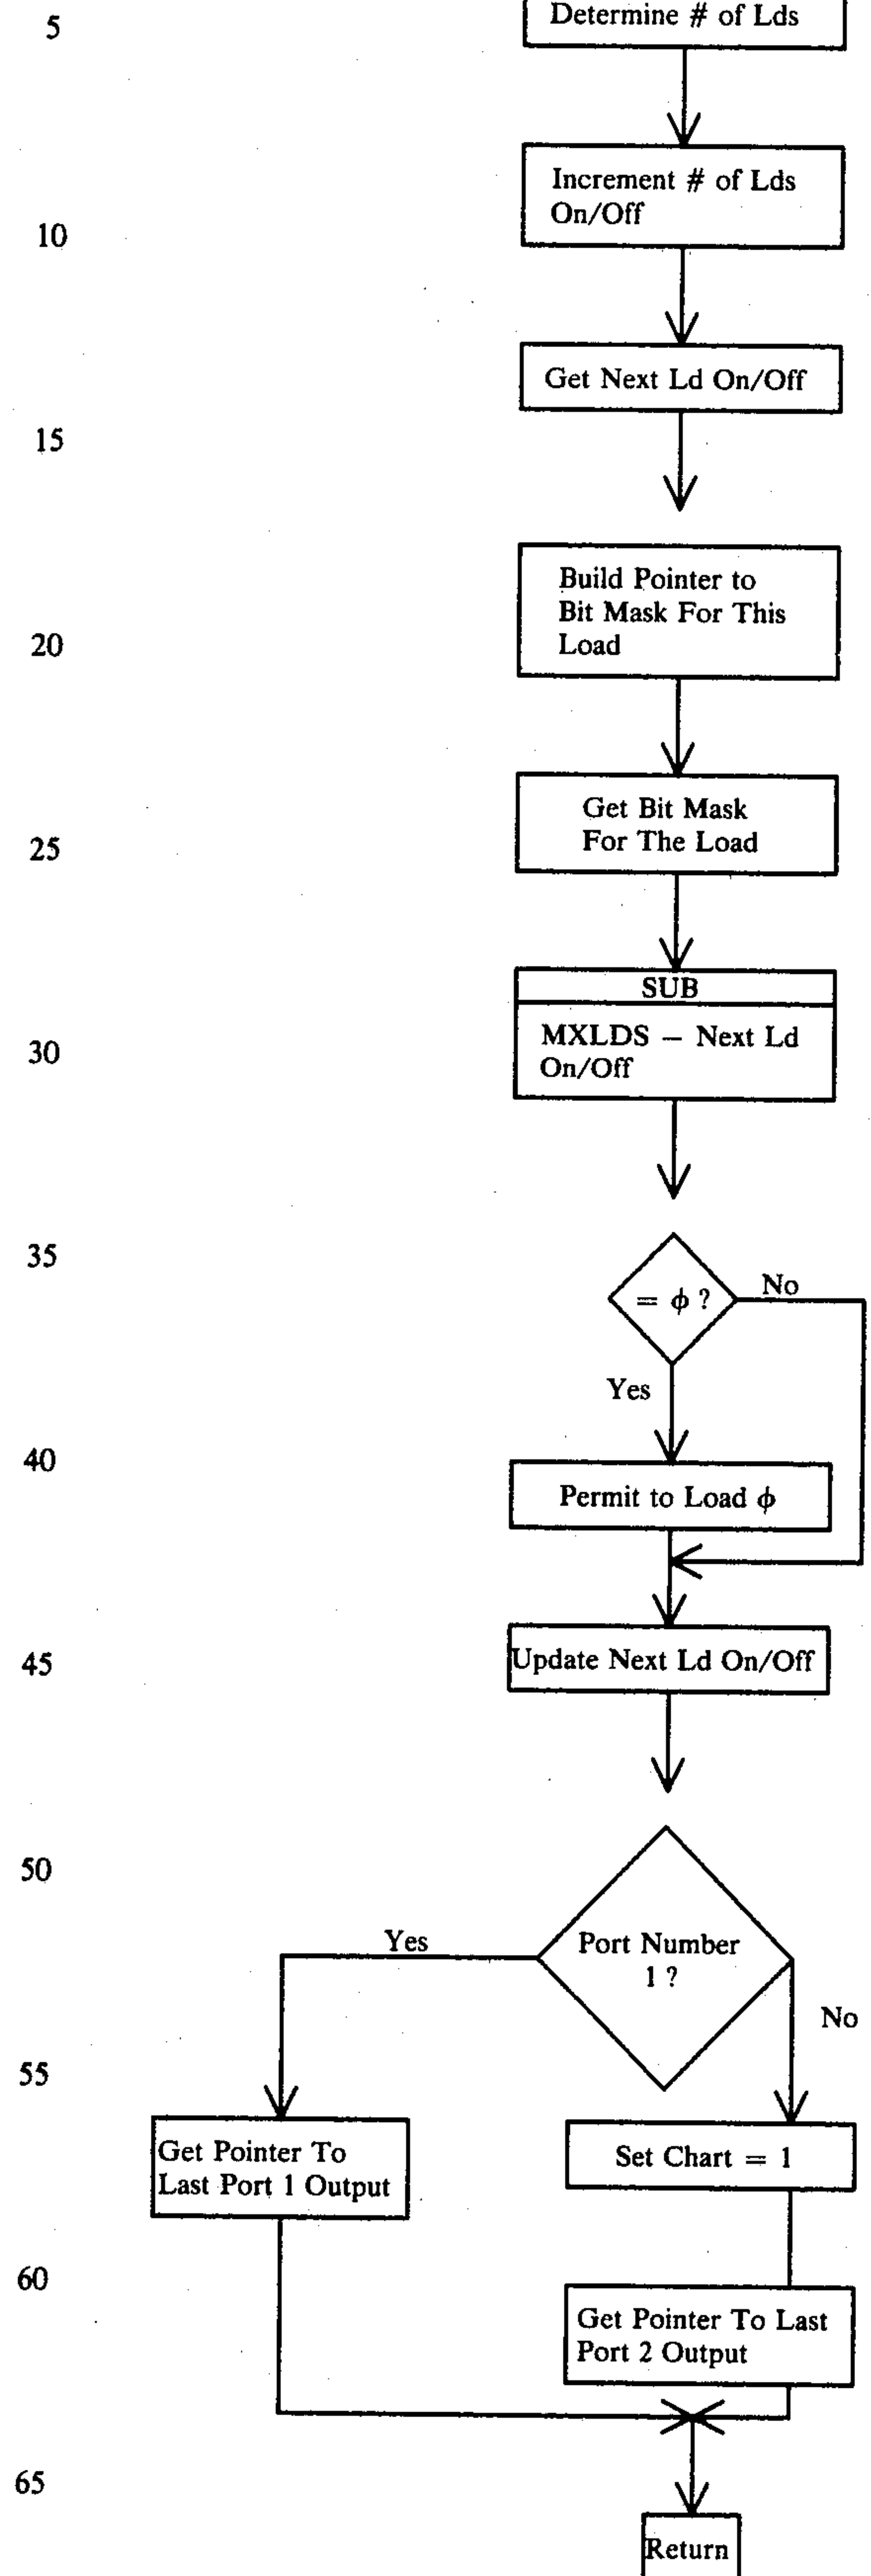 5
Determine # of Lds
Increment # of Lds
On/Off
10
Get Next Ld On/Off
15
Build Pointer to
Bit Mask For This
Load
20
Get Bit Mask
For The Load
25
SUB
MXLDS – Next Ld
On/Off
30
35
= ϕ ?
No
Yes
40
Permit to Load ϕ
45
Update Next Ld On/Off
50
Yes
Port Number
1 ?
No
55
Get Pointer To
Last Port 1 Output
Set Chart = 1
60
Get Pointer To Last
Port 2 Output
65
Return